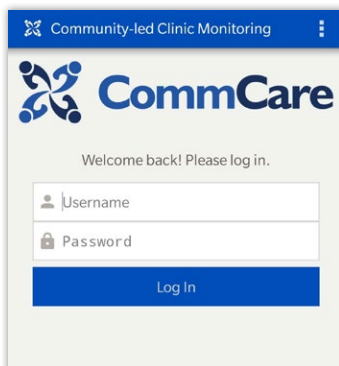 Community-led Clinic Monitoring
CommCare
Welcome back! Please log in.
Username
Password
Log In